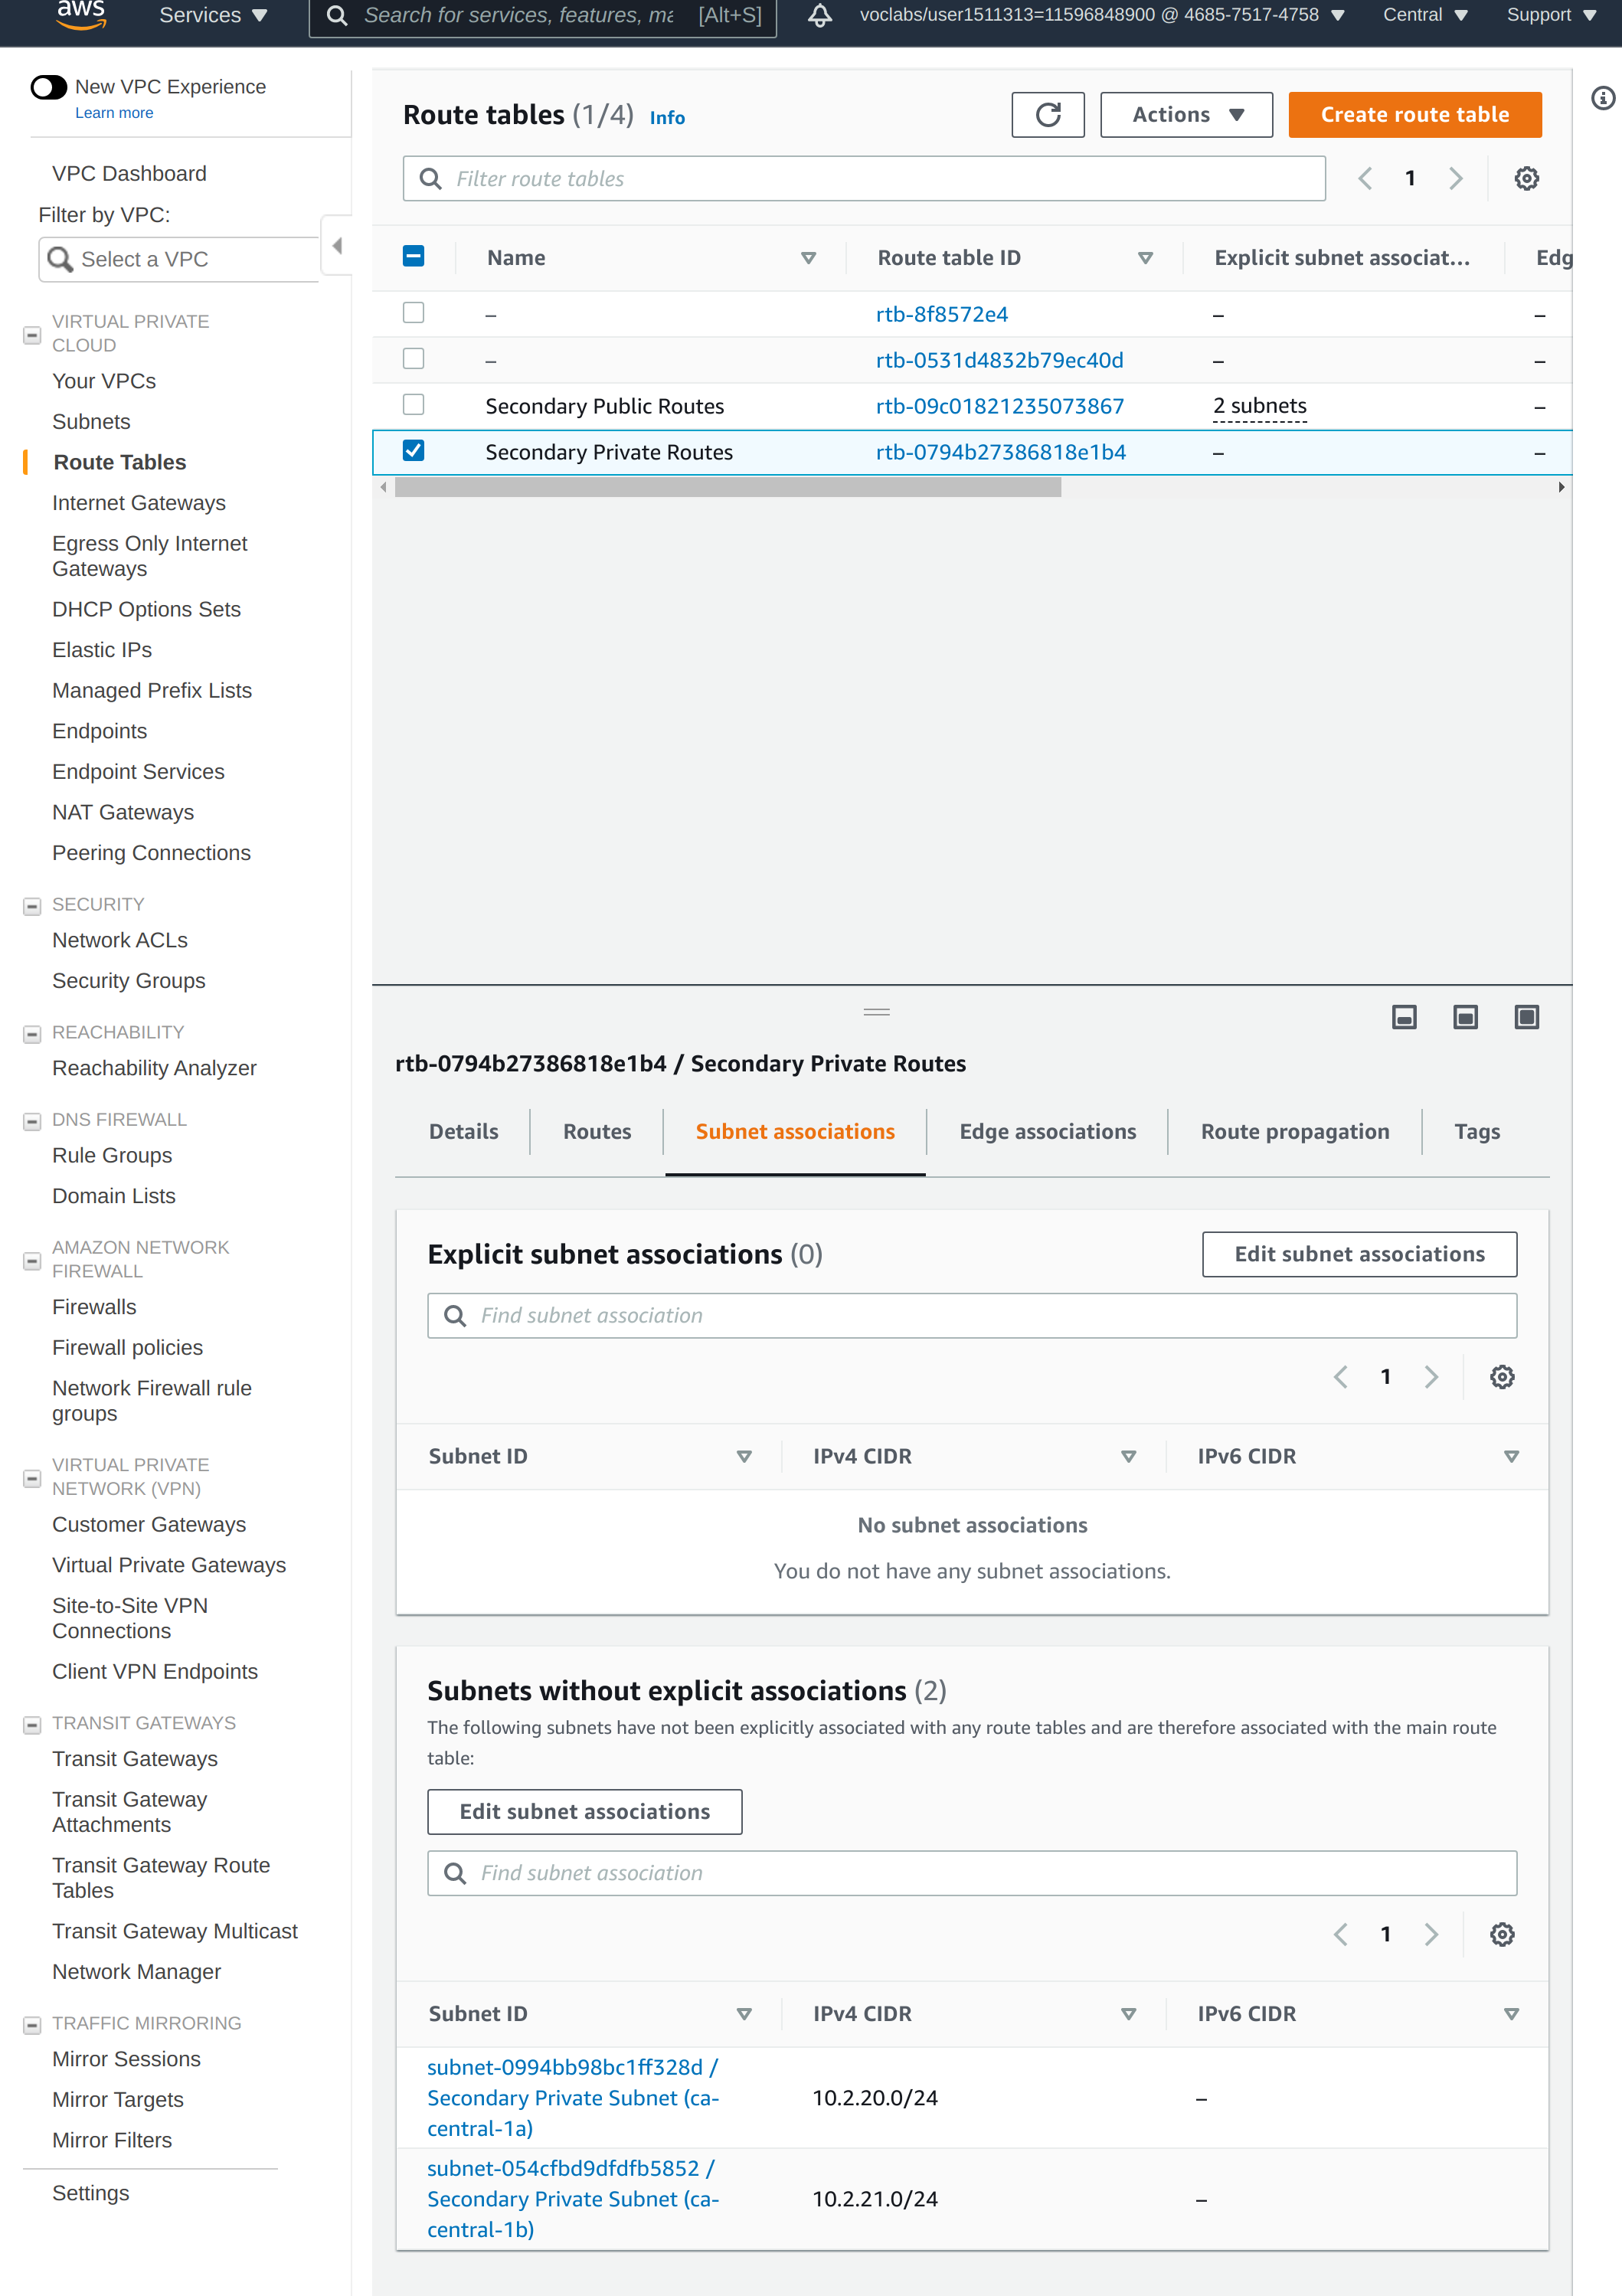 aws
Services
Search for services, features, ma
[Alt+S]
voclabs/user1511313=11596848900 @ 4685-7517-4758
Central
Support
New VPC Experience
Learn more
VPC Dashboard
Filter by VPC:
Select a VPC
VIRTUAL PRIVATE
CLOUD
Your VPCs
Subnets
Route Tables
Internet Gateways
Egress Only Internet
Gateways
DHCP Options Sets
Elastic IPs
Managed Prefix Lists
Endpoints
Endpoint Services
NAT Gateways
Peering Connections
SECURITY
Network ACLs
Security Groups
REACHABILITY
Reachability Analyzer
DNS FIREWALL
Rule Groups
Domain Lists
AMAZON NETWORK
FIREWALL
Firewalls
Firewall policies
Network Firewall rule
groups
VIRTUAL PRIVATE
NETWORK (VPN)
Customer Gateways
Virtual Private Gateways
Site-to-Site VPN
Connections
Client VPN Endpoints
TRANSIT GATEWAYS
Transit Gateways
Transit Gateway
Attachments
Transit Gateway Route
Tables
Transit Gateway Multicast
Network Manager
TRAFFIC MIRRORING
Mirror Sessions
Mirror Targets
Mirror Filters
Settings
Route tables (1/4) Info
Actions
Create route table
Filter route tables
1
Name Route table ID Explicit subnet associat... Edg
– rtb-8f8572e4 – –
– rtb-0531d4832b79ec40d – –
Secondary Public Routes rtb-09c01821235073867 2 subnets –
Secondary Private Routes rtb-0794b27386818e1b4 – –
rtb-0794b27386818e1b4 / Secondary Private Routes
Details Routes Subnet associations Edge associations Route propagation Tags
Explicit subnet associations (0)
Edit subnet associations
Find subnet association
1
Subnet ID IPv4 CIDR IPv6 CIDR
No subnet associations
You do not have any subnet associations.
Subnets without explicit associations (2)
The following subnets have not been explicitly associated with any route tables and are therefore associated with the main route
table:
Edit subnet associations
Find subnet association
1
Subnet ID IPv4 CIDR IPv6 CIDR
subnet-0994bb98bc1ff328d /
Secondary Private Subnet (ca- 10.2.20.0/24 –
central-1a)
subnet-054cfbd9dfdfb5852 /
Secondary Private Subnet (ca- 10.2.21.0/24 –
central-1b)